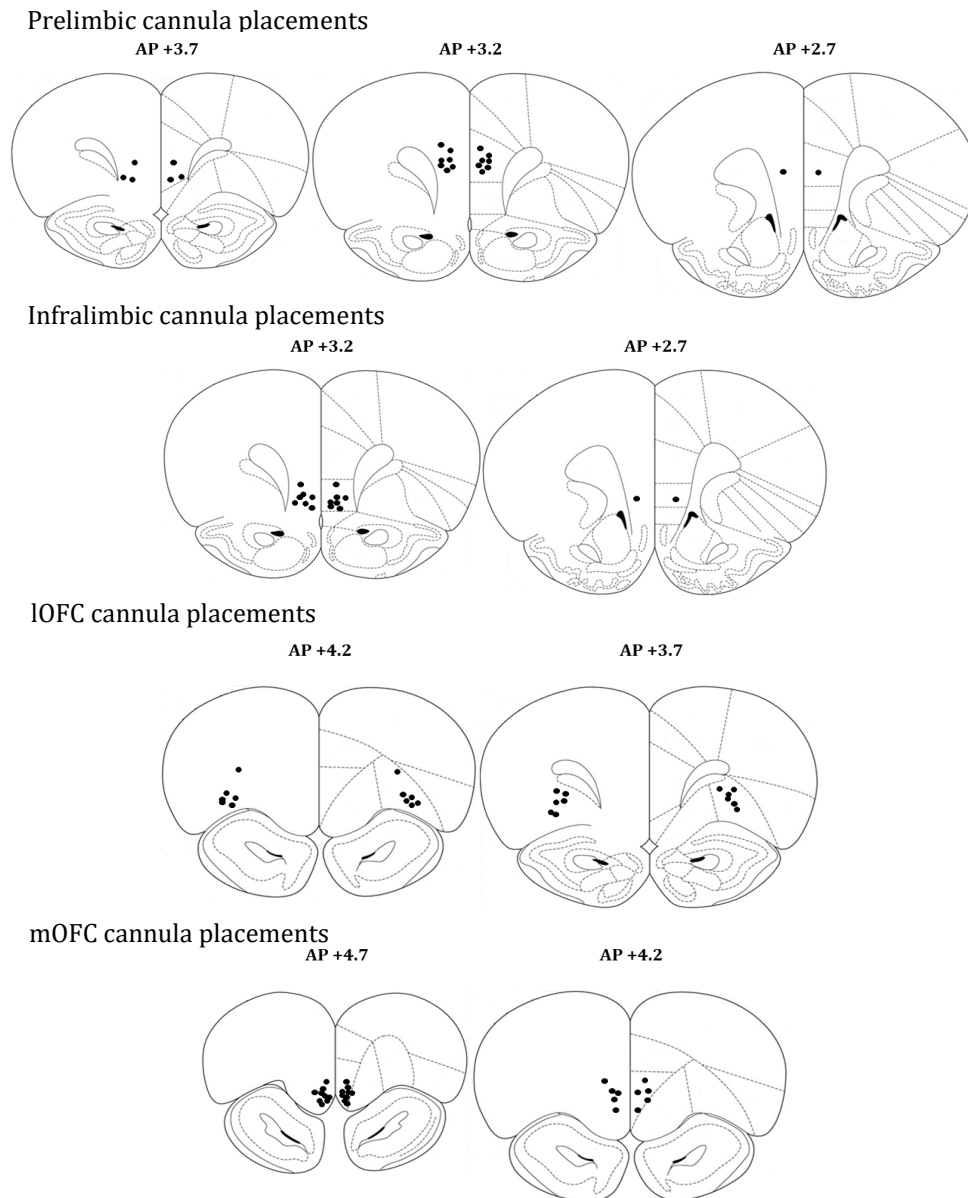 Prelimbic cannula placements
AP +3.7
AP +3.2
AP +2.7
Infralimbic cannula placements
AP +3.2
AP +2.7
lOFC cannula placements
AP +4.2
AP +3.7
mOFC cannula placements
AP +4.7
AP +4.2